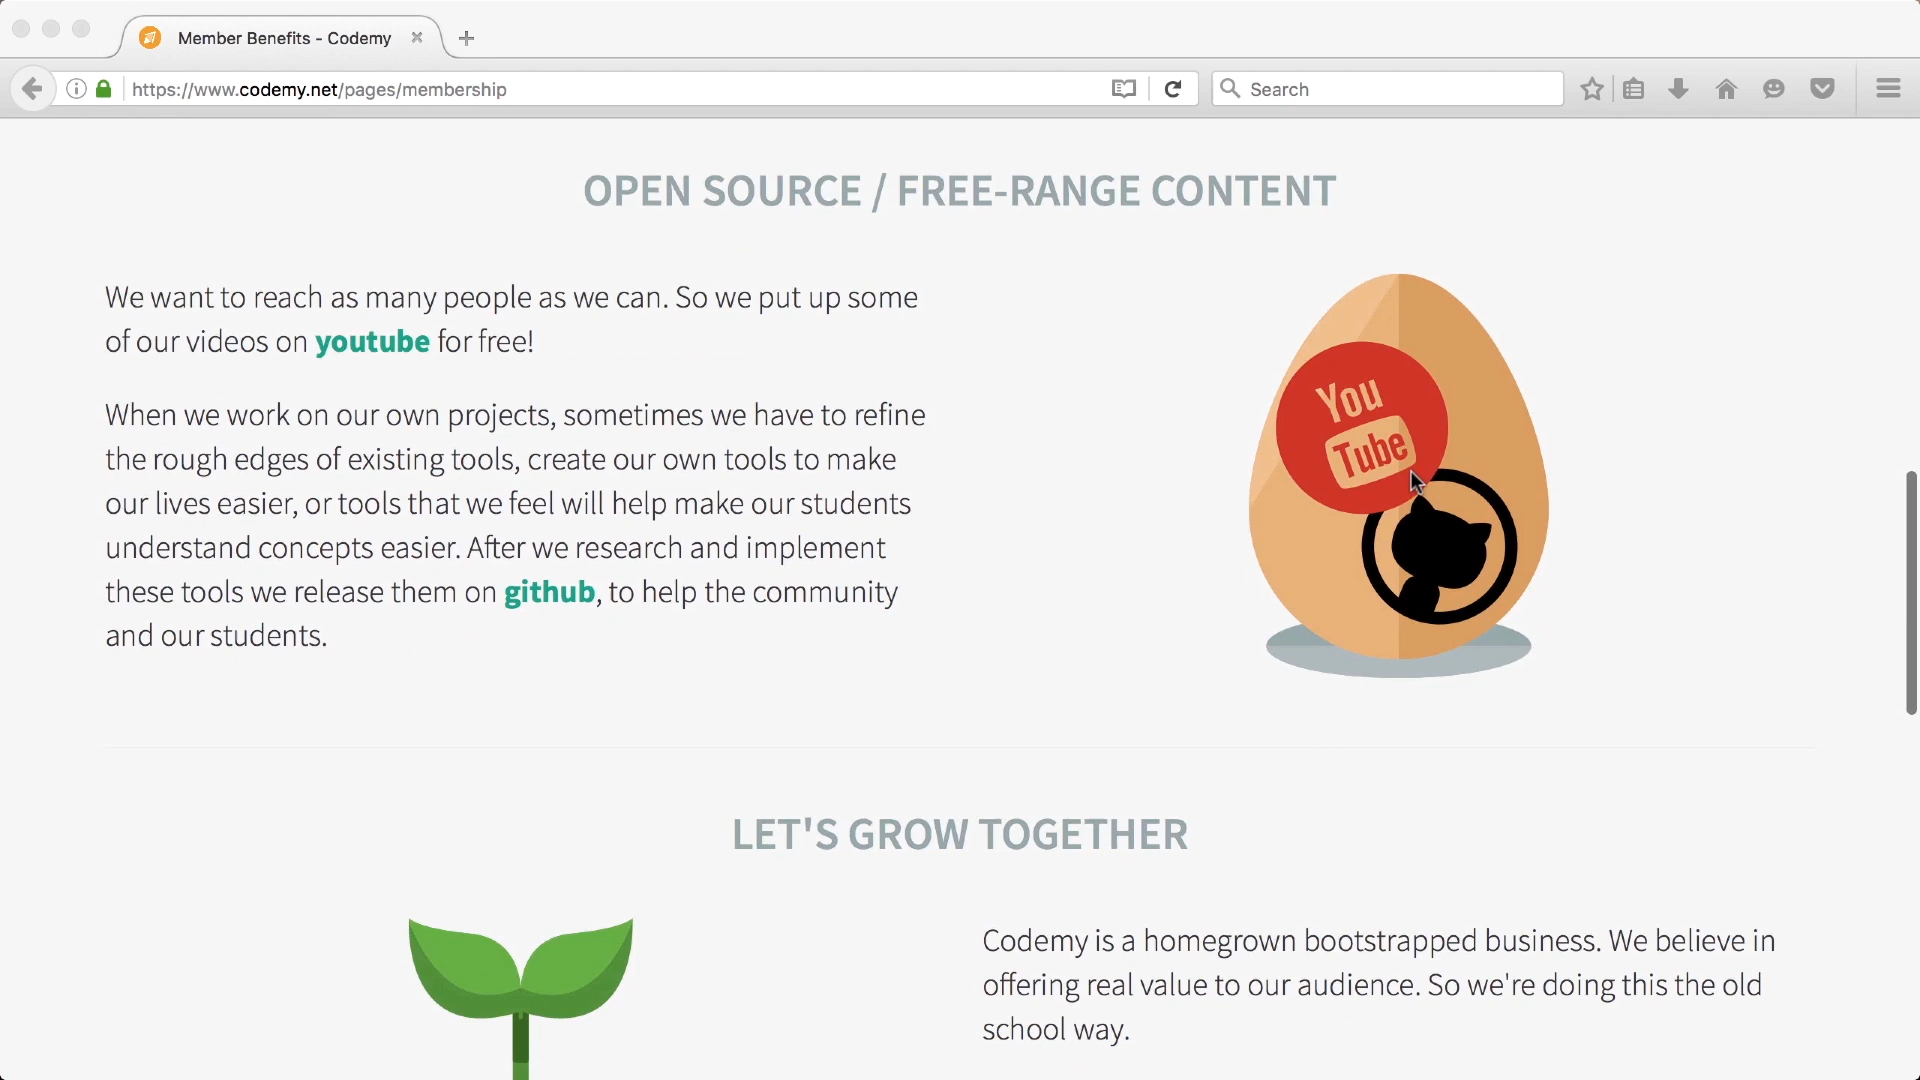 Member Benefits - Codemy
https://www.codemy.net/pages/membership
Search
OPEN SOURCE / FREE-RANGE CONTENT
We want to reach as many people as we can. So we put up some
of our videos on youtube for free!
When we work on our own projects, sometimes we have to refine
the rough edges of existing tools, create our own tools to make
our lives easier, or tools that we feel will help make our students
understand concepts easier. After we research and implement
these tools we release them on github, to help the community
and our students.
You
Tube
LET'S GROW TOGETHER
Codemy is a homegrown bootstrapped business. We believe in
offering real value to our audience. So we're doing this the old
school way.